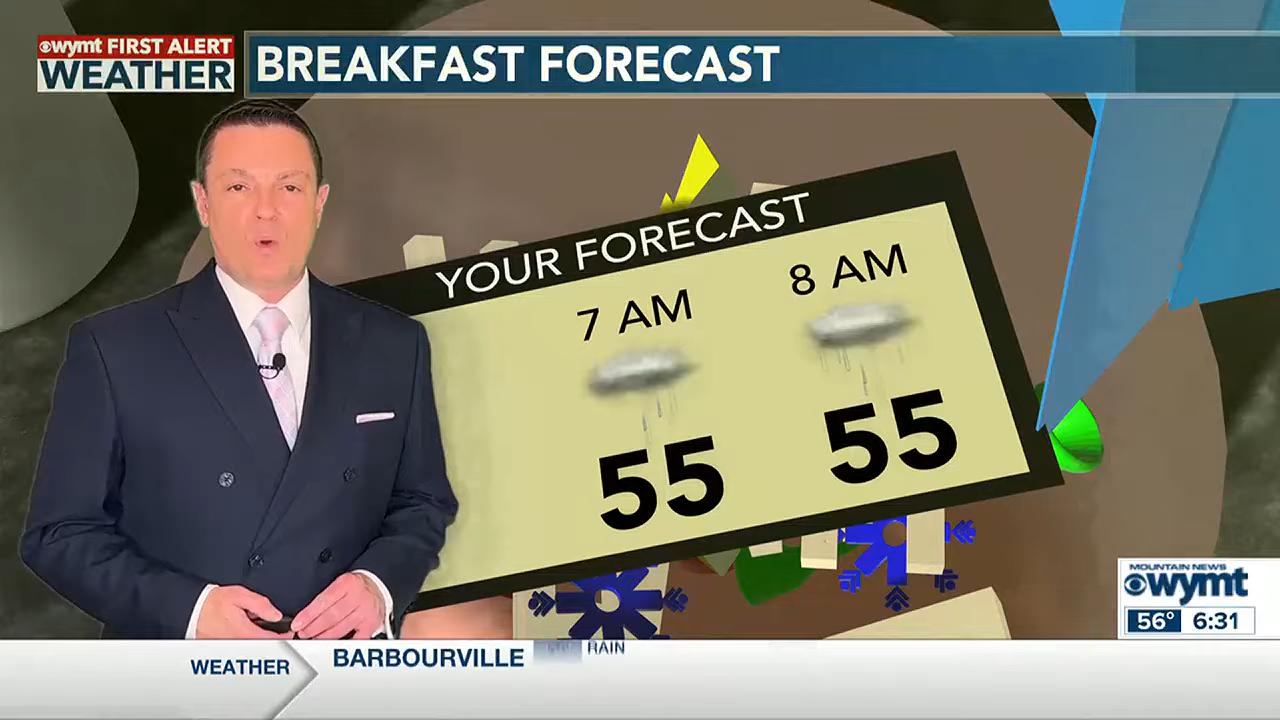 wymt FIRST ALERT
WEATHER
BREAKFAST FORECAST
YOUR FORECAST
7 AM
8 AM
55
55
MOUNTAIN NEWS
wymt
56° 6:31
WEATHER
BARBOURVILLE
RAIN